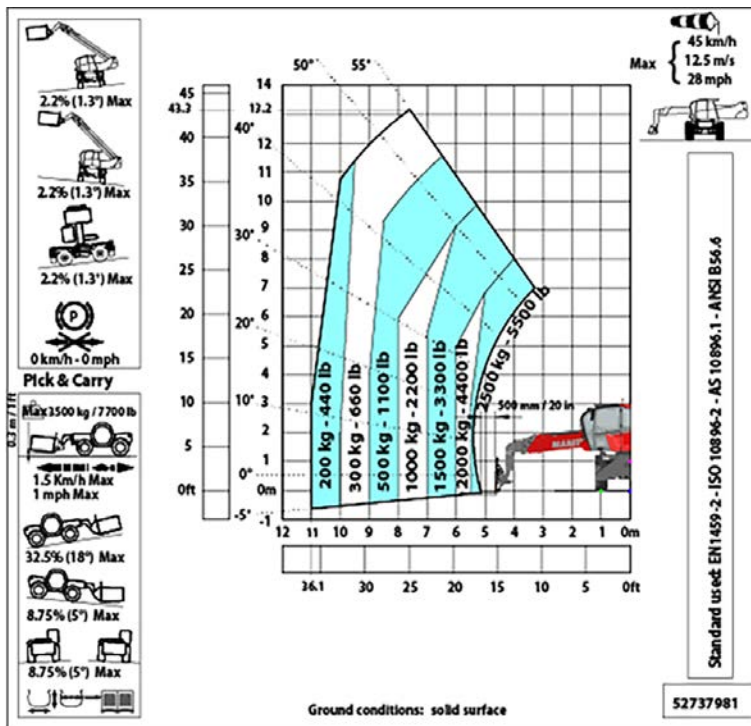 2.2% (1.3°) Max
2.2% (1.3°) Max
2.2% (1.3°) Max
P
0 km/h - 0 mph
Pick & Carry
0.3 m / 1 ft
Max 3500 kg / 7700 lb
1.5 Km/h Max
1 mph Max
32.5% (18°) Max
8.75% (5°) Max
8.75% (5°) Max
45
43.2
40
35
30
25
20
15
10
5
0ft
14
13.2
12
11
10
9
8
7
6
5
4
3
2
1
0m
-1
50°
55°
40°
30°
20°
10°
0°
-5°
200 kg - 440 lb
300 kg - 660 lb
500 kg - 1100 lb
1000 kg - 2200 lb
1500 kg - 3300 lb
2000 kg - 4400 lb
2500 kg - 5500 lb
500 mm / 20 in
12 11 10 9 8 7 6 5 4 3 2 1 0m
36.1 30 25 20 15 10 5 0ft
Ground conditions: solid surface
Max
45 km/h
12.5 m/s
28 mph
Standard used: EN1459-2 - ISO 10896-2 - AS 10896.1 - ANSI B56.6
52737981